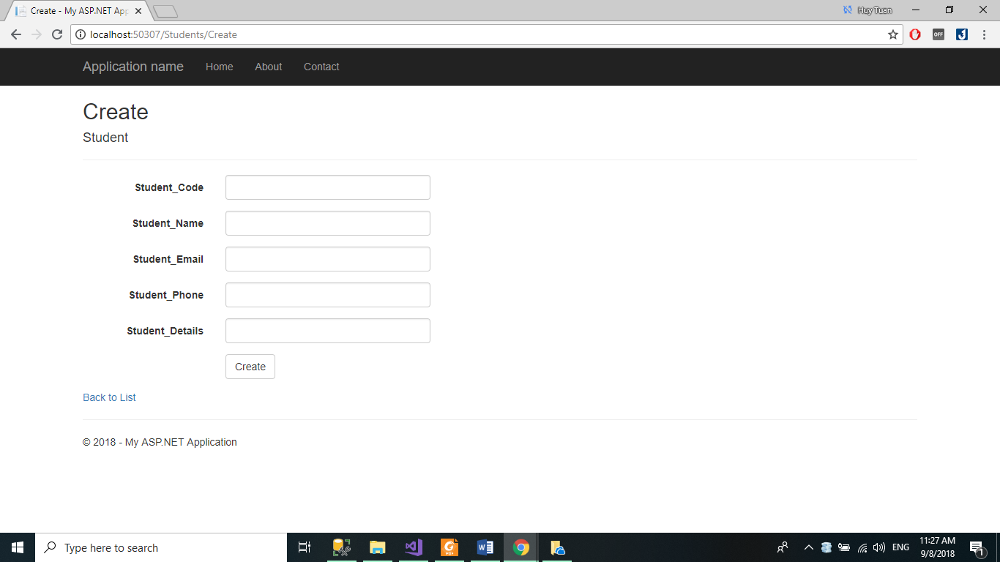 Create - My ASP.NET App
Huy Tuan
localhost:50307/Students/Create
OFF
Application name Home About Contact
Create
Student
Student_Code
Student_Name
Student_Email
Student_Phone
Student_Details
Create
Back to List
© 2018 - My ASP.NET Application
Type here to search
PDF
ENG
11:27 AM
9/8/2018
1